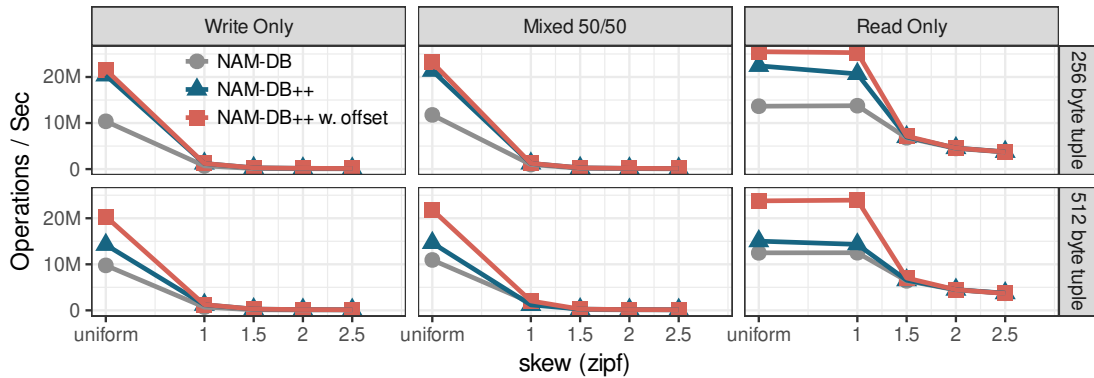 Write Only
Mixed 50/50
Read Only
NAM-DB
NAM-DB++
NAM-DB++ w. offset
Operations / Sec
20M
10M
0
20M
10M
0
256 byte tuple
512 byte tuple
uniform 1 1.5 2 2.5
uniform 1 1.5 2 2.5
uniform 1 1.5 2 2.5
skew (zipf)